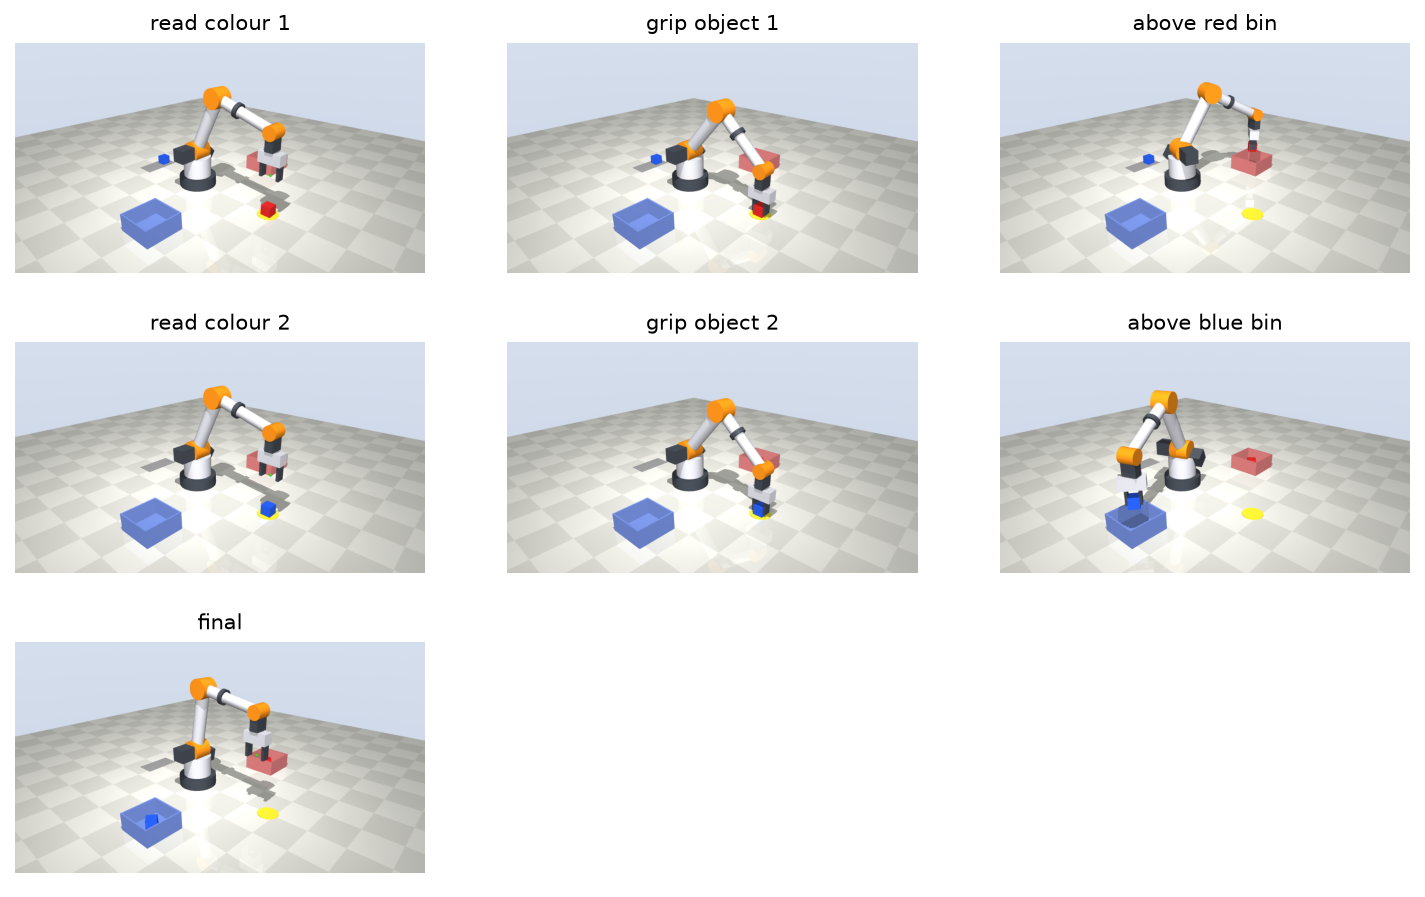 read colour 1
grip object 1
above red bin
read colour 2
grip object 2
above blue bin
final